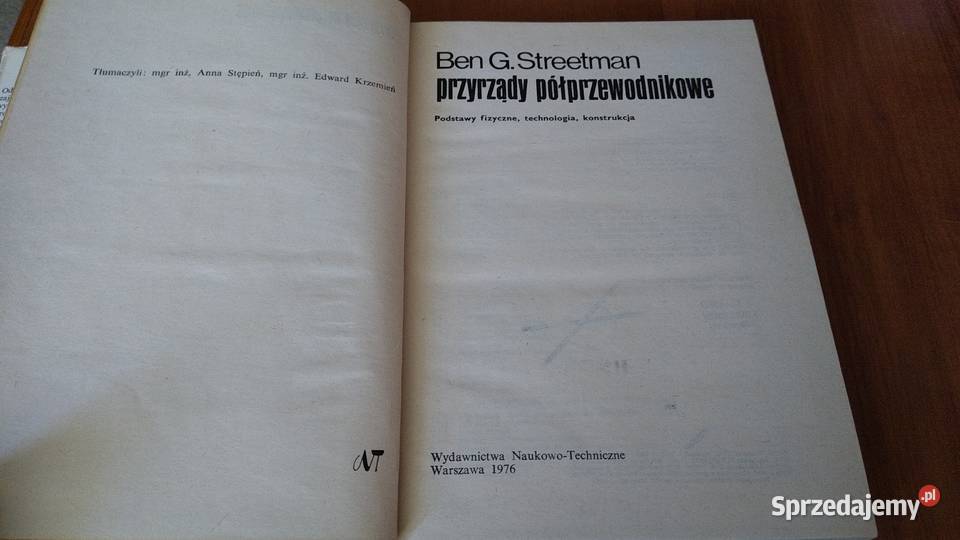 Tłumaczyli: mgr inż. Anna Stępień, mgr inż. Edward Krzemień
Ben G. Streetman
przyrządy półprzewodnikowe
Podstawy fizyczne, technologia, konstrukcja
Wydawnictwa Naukowo-Techniczne
Warszawa 1976
Sprzedajemy.pl